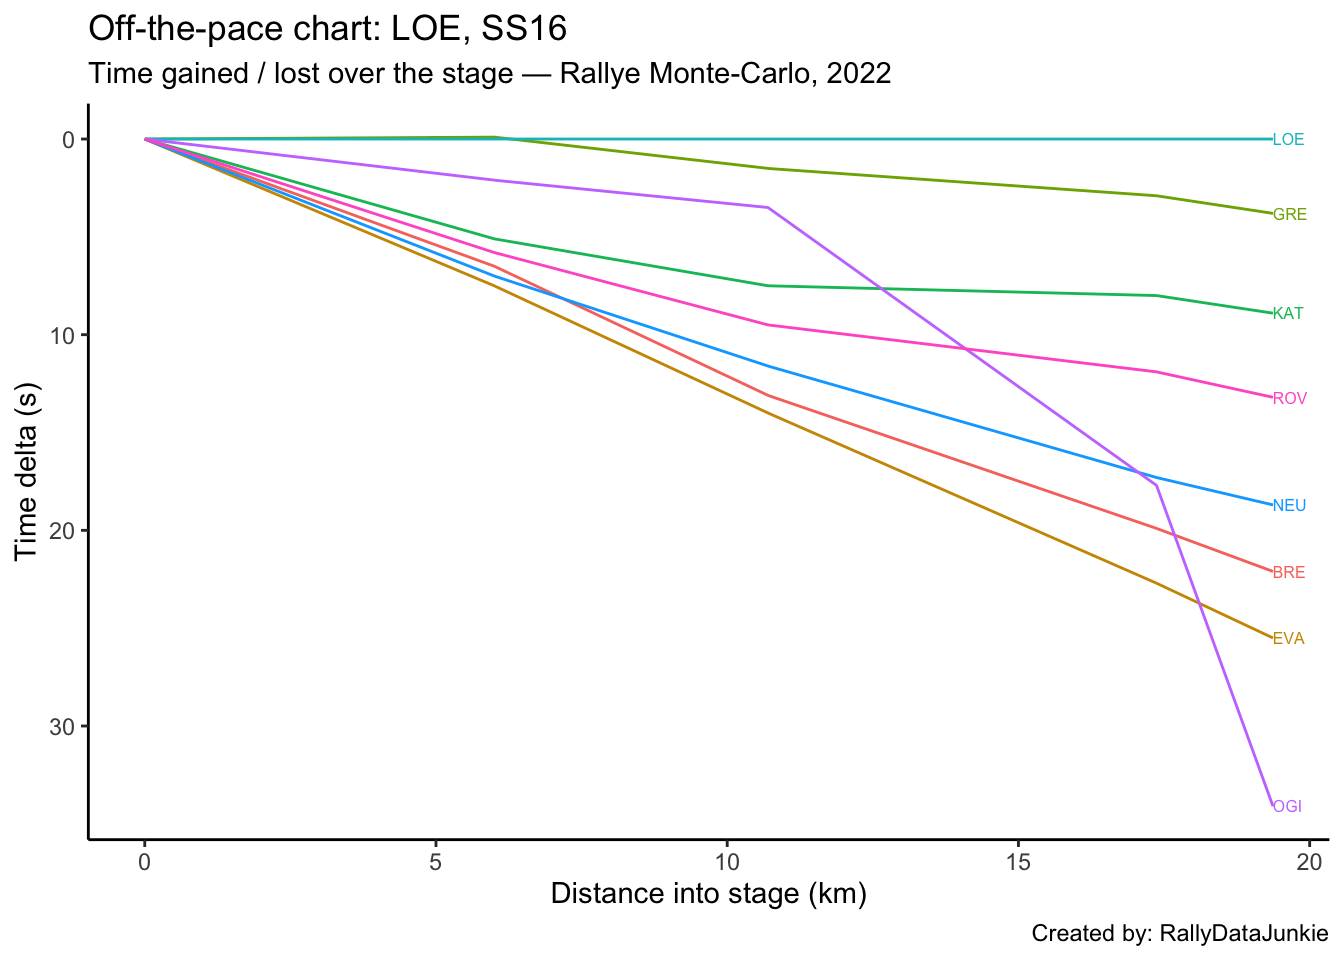 Off-the-pace chart: LOE, SS16
Time gained / lost over the stage — Rallye Monte-Carlo, 2022
0
10
20
30
Time delta (s)
LOE
GRE
KAT
ROV
NEU
BRE
EVA
OGI
0 5 10 15 20
Distance into stage (km)
Created by: RallyDataJunkie